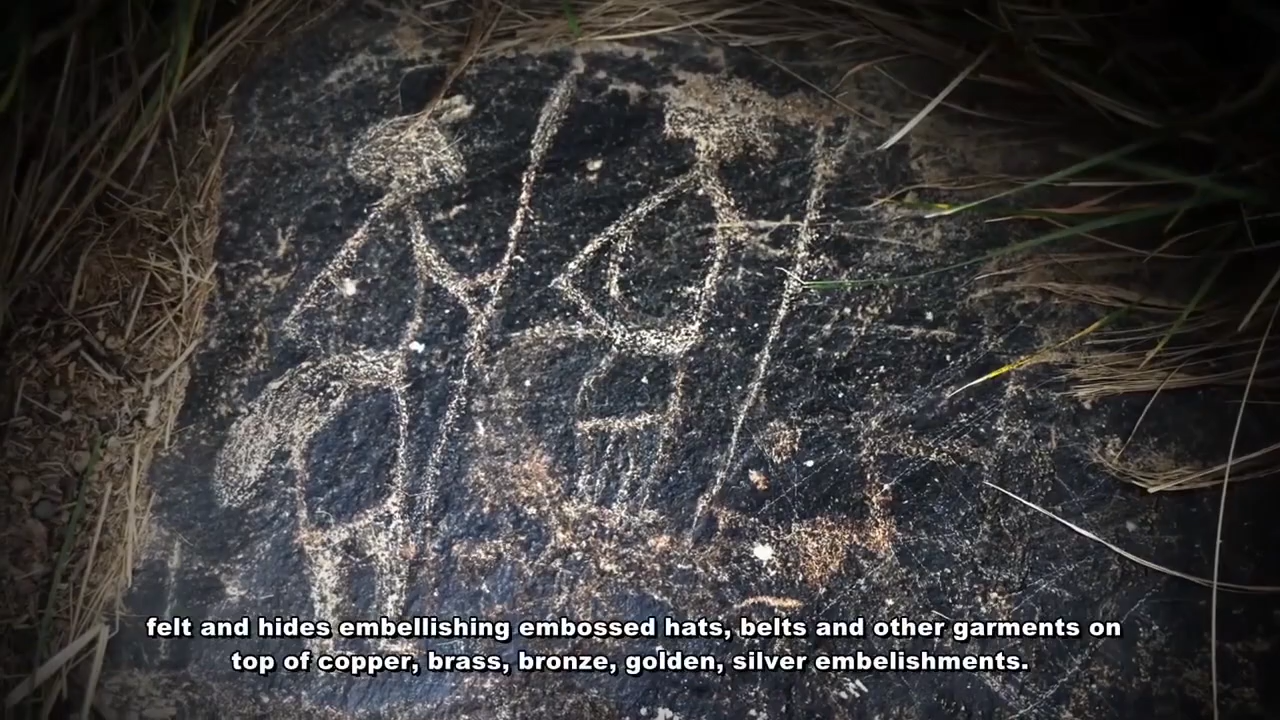 felt and hides embellishing embossed hats, belts and other garments on
top of copper, brass, bronze, golden, silver embelishments.